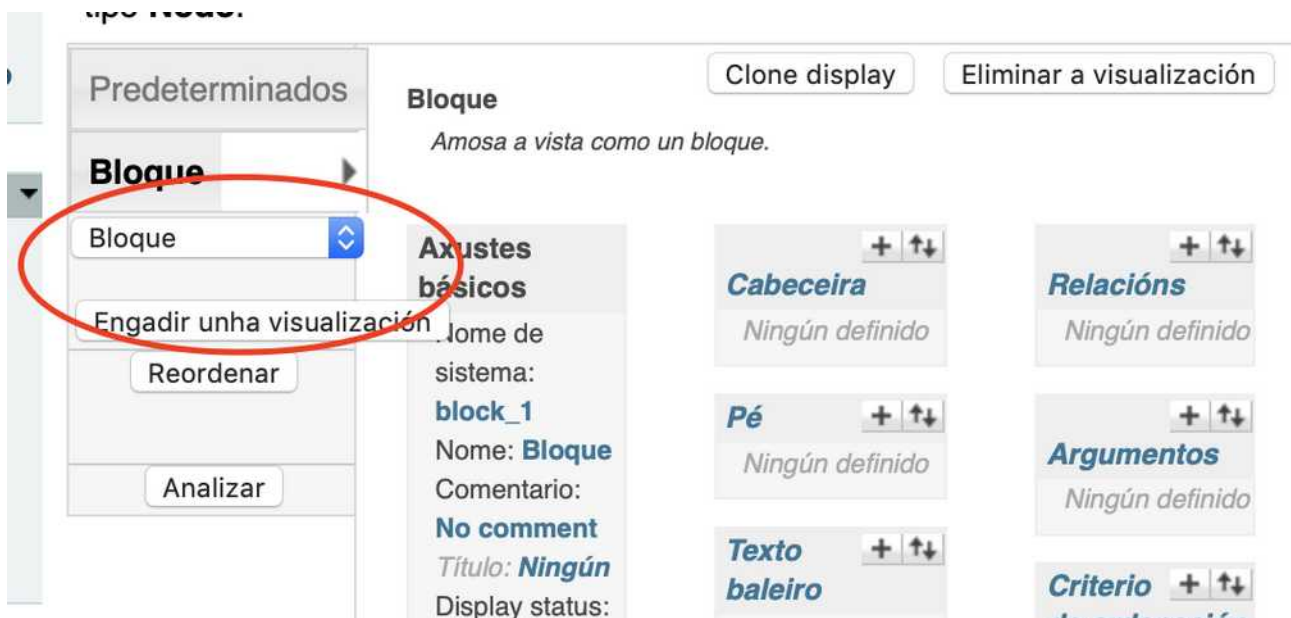 tipo Nodo.
Predeterminados
Bloque
Bloque
Engadir unha visualización
Reordenar
Analizar
Clone display
Eliminar a visualización
Bloque
Amosa a vista como un bloque.
Axustes
básicos
Nome de
sistema:
block_1
Nome: Bloque
Comentario:
No comment
Título: Ningún
Display status:
Cabeceira
Ningún definido
Pé
Ningún definido
Texto
baleiro
Relacións
Ningún definido
Argumentos
Ningún definido
Criterio